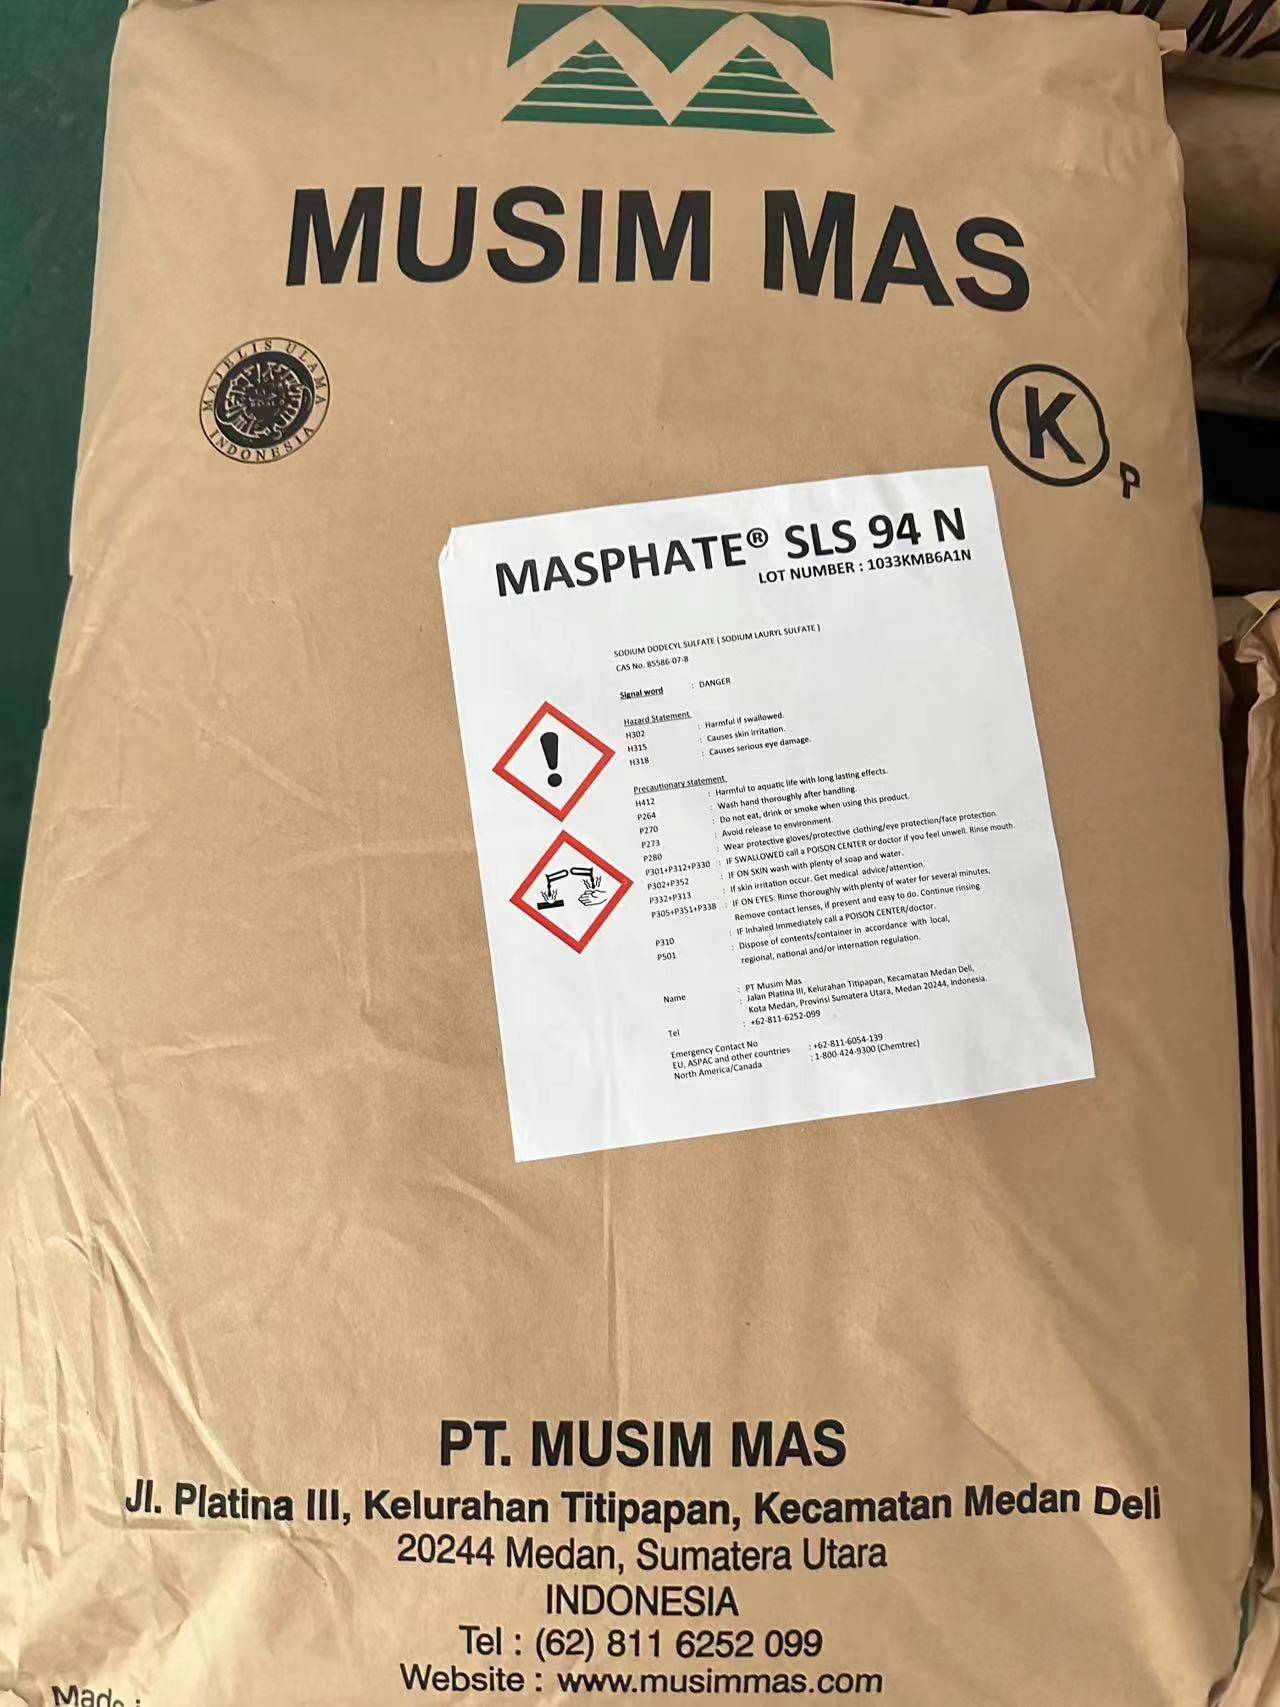 MUSIM MAS
MAJELIS ULAMA
INDONESIA
K
P
MASPHATE® SLS 94 N
LOT NUMBER : 1033KMB6A1N
SODIUM DODECYL SULFATE ( SODIUM LAURYL SULFATE )
CAS No. 85586-07-8
Signal word : DANGER
Hazard Statement
H302 : Harmful if swallowed.
H315 : Causes skin irritation.
H318 : Causes serious eye damage.
Precautionary statement
H412 : Harmful to aquatic life with long lasting effects.
P264 : Wash hand thoroughly after handling.
P270 : Do not eat, drink or smoke when using this product.
P273 : Avoid release to environment.
P280 : Wear protective gloves/protective clothing/eye protection/face protection.
P301+P312+P330 : IF SWALLOWED call a POISON CENTER or doctor if you feel unwell. Rinse mouth.
P302+P352 : IF ON SKIN wash with plenty of soap and water.
P332+P313 : If skin irritation occur. Get medical advice/attention.
P305+P351+P338 : IF ON EYES: Rinse thoroughly with plenty of water for several minutes,
Remove contact lenses, if present and easy to do. Continue rinsing.
P310 : IF Inhaled Immediately call a POISON CENTER/doctor.
P501 : Dispose of contents/container in accordance with local,
regional, national and/or internation regulation.
Name : PT Musim Mas
: Jalan Platina III, Kelurahan Titipapan, Kecamatan Medan Deli,
Kota Medan, Provinsi Sumatera Utara, Medan 20244, Indonesia.
Tel : +62-811-6252-099
Emergency Contact No
EU, ASPAC and other countries : +62-811-6054-139
North America/Canada : 1-800-424-9300 (Chemtrec)
PT. MUSIM MAS
Jl. Platina III, Kelurahan Titipapan, Kecamatan Medan Deli
20244 Medan, Sumatera Utara
INDONESIA
Tel : (62) 811 6252 099
Website : www.musimmas.com
Made :